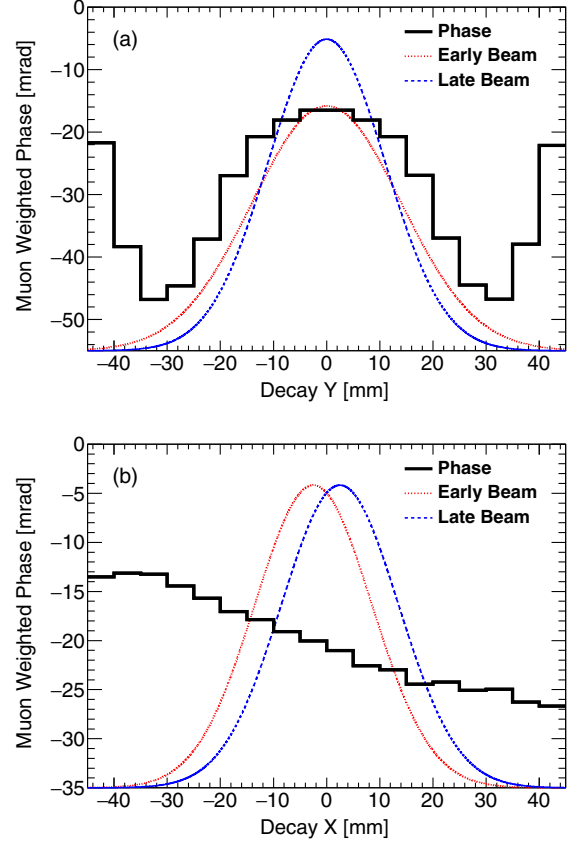 (a)
Phase
Early Beam
Late Beam
Muon Weighted Phase [mrad]
0
−10
−20
−30
−40
−50
−40 −30 −20 −10 0 10 20 30 40
Decay Y [mm]
(b)
Phase
Early Beam
Late Beam
Muon Weighted Phase [mrad]
0
−5
−10
−15
−20
−25
−30
−35
−40 −30 −20 −10 0 10 20 30 40
Decay X [mm]